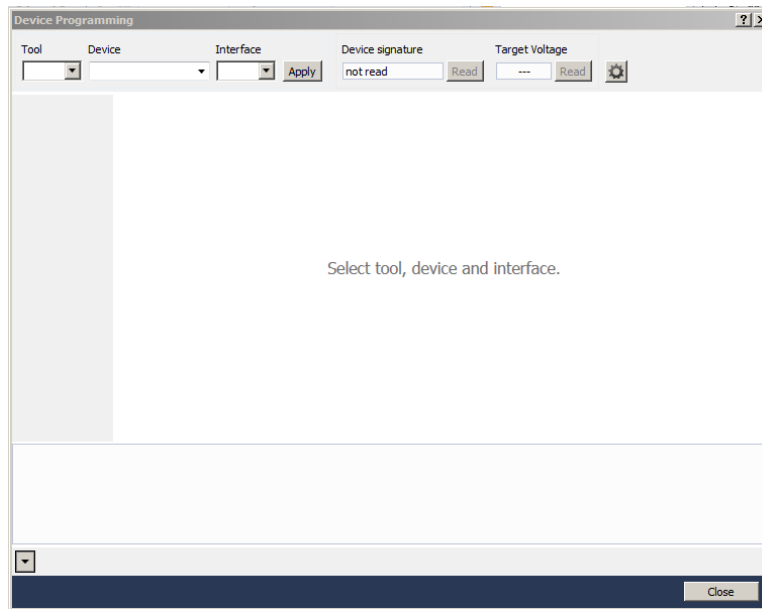 Device Programming
Tool Device Interface Device signature Target Voltage
Apply not read Read --- Read
Select tool, device and interface.
Close